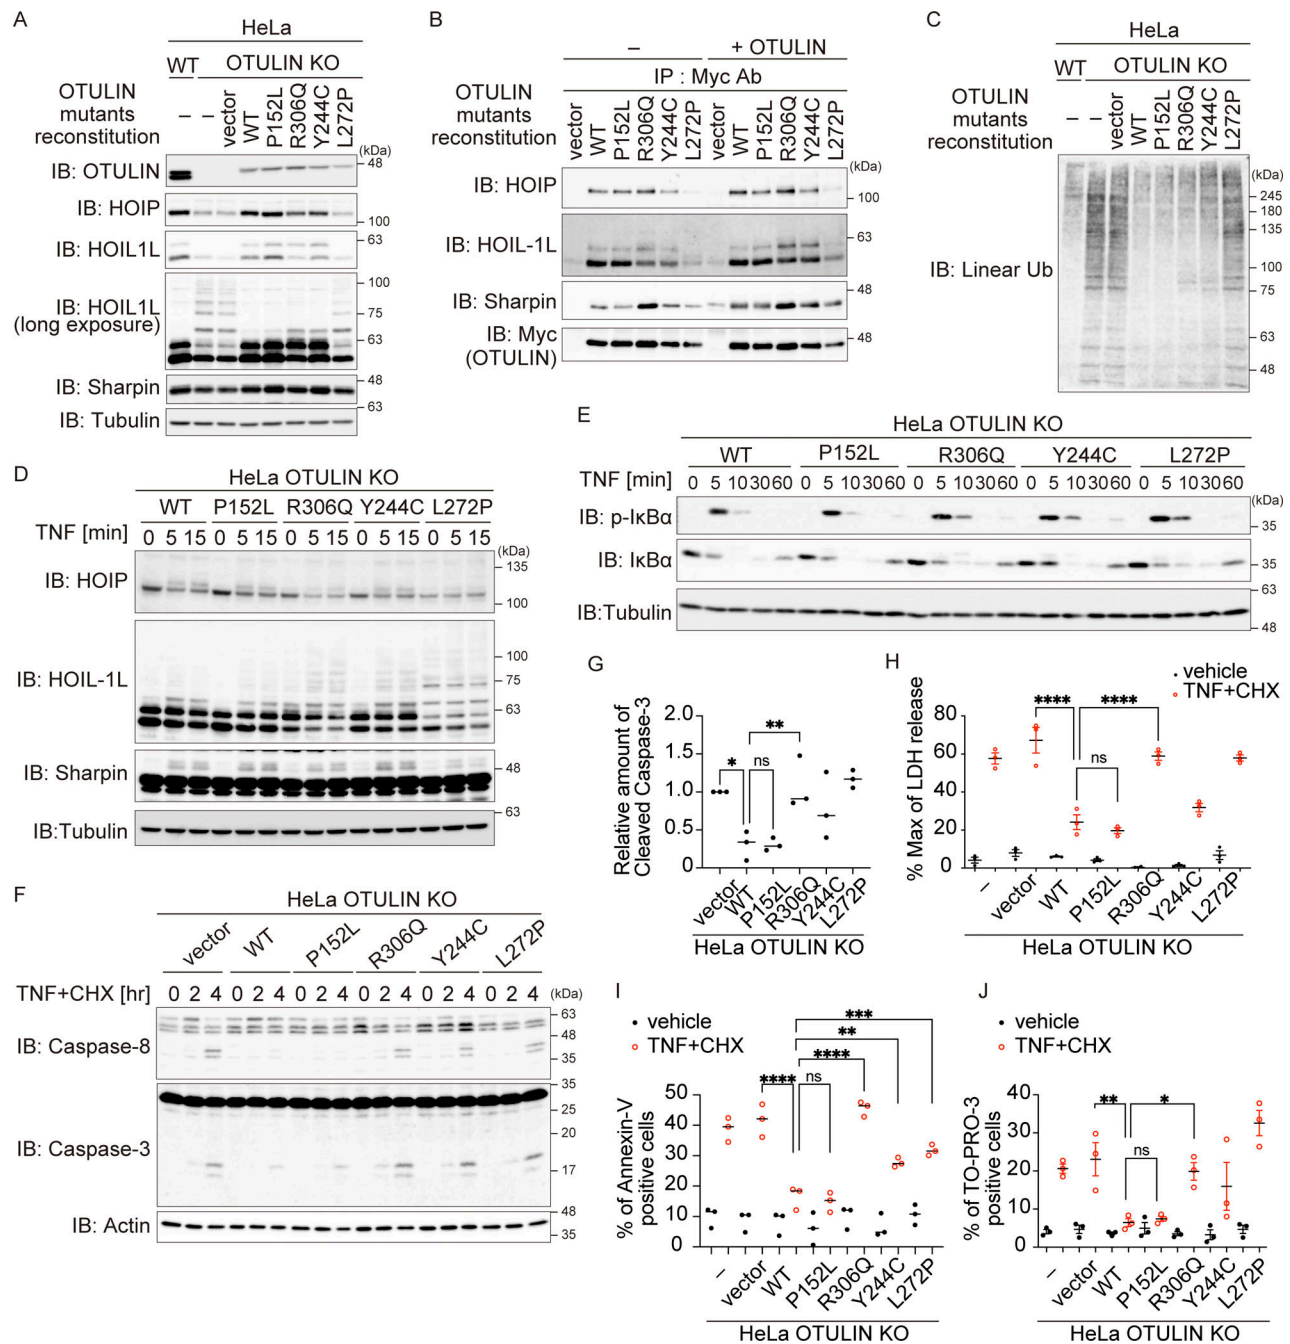 A
HeLa
WT OTULIN KO
OTULIN mutants reconstitution
– – vector WT P152L R306Q Y244C L272P
(kDa)
IB: OTULIN 48
IB: HOIP 100
IB: HOIL1L 63
IB: HOIL1L (long exposure) 100 75 63
IB: Sharpin 48
IB: Tubulin 63
B
– + OTULIN
IP : Myc Ab
OTULIN mutants reconstitution
vector WT P152L R306Q Y244C L272P vector WT P152L R306Q Y244C L272P
(kDa)
IB: HOIP 100
IB: HOIL-1L 63
IB: Sharpin 48
IB: Myc (OTULIN) 48
C
HeLa
WT OTULIN KO
OTULIN mutants reconstitution
– – vector WT P152L R306Q Y244C L272P
(kDa)
245
180
135
100
75
63
48
IB: Linear Ub
D
HeLa OTULIN KO
WT P152L R306Q Y244C L272P
TNF [min] 0 5 15 0 5 15 0 5 15 0 5 15 0 5 15
(kDa)
IB: HOIP 135 100
IB: HOIL-1L 100 75 63
IB: Sharpin 48
IB:Tubulin 63
E
HeLa OTULIN KO
WT P152L R306Q Y244C L272P
TNF [min] 0 5 10 30 60 0 5 10 30 60 0 5 10 30 60 0 5 10 30 60 0 5 10 30 60
(kDa)
IB: p-IκBα 35
IB: IκBα 35
IB:Tubulin 63 48
F
HeLa OTULIN KO
vector WT P152L R306Q Y244C L272P
TNF+CHX [hr] 0 2 4 0 2 4 0 2 4 0 2 4 0 2 4 0 2 4
(kDa)
IB: Caspase-8 63 48 35
IB: Caspase-3 35 25 20 17
IB: Actin 48 35
G
Relative amount of Cleaved Caspase-3
2.0
1.5
1.0
0.5
0
* ns **
vector WT P152L R306Q Y244C L272P
HeLa OTULIN KO
H
vehicle
TNF+CHX
% Max of LDH release
80
60
40
20
0
**** **** ns
– vector WT P152L R306Q Y244C L272P
HeLa OTULIN KO
I
vehicle
TNF+CHX
% of Annexin-V positive cells
50
40
30
20
10
0
*** ** **** **** ns
– vector WT P152L R306Q Y244C L272P
HeLa OTULIN KO
J
vehicle
TNF+CHX
% of TO-PRO-3 positive cells
40
30
20
10
0
** * ns
– vector WT P152L R306Q Y244C L272P
HeLa OTULIN KO